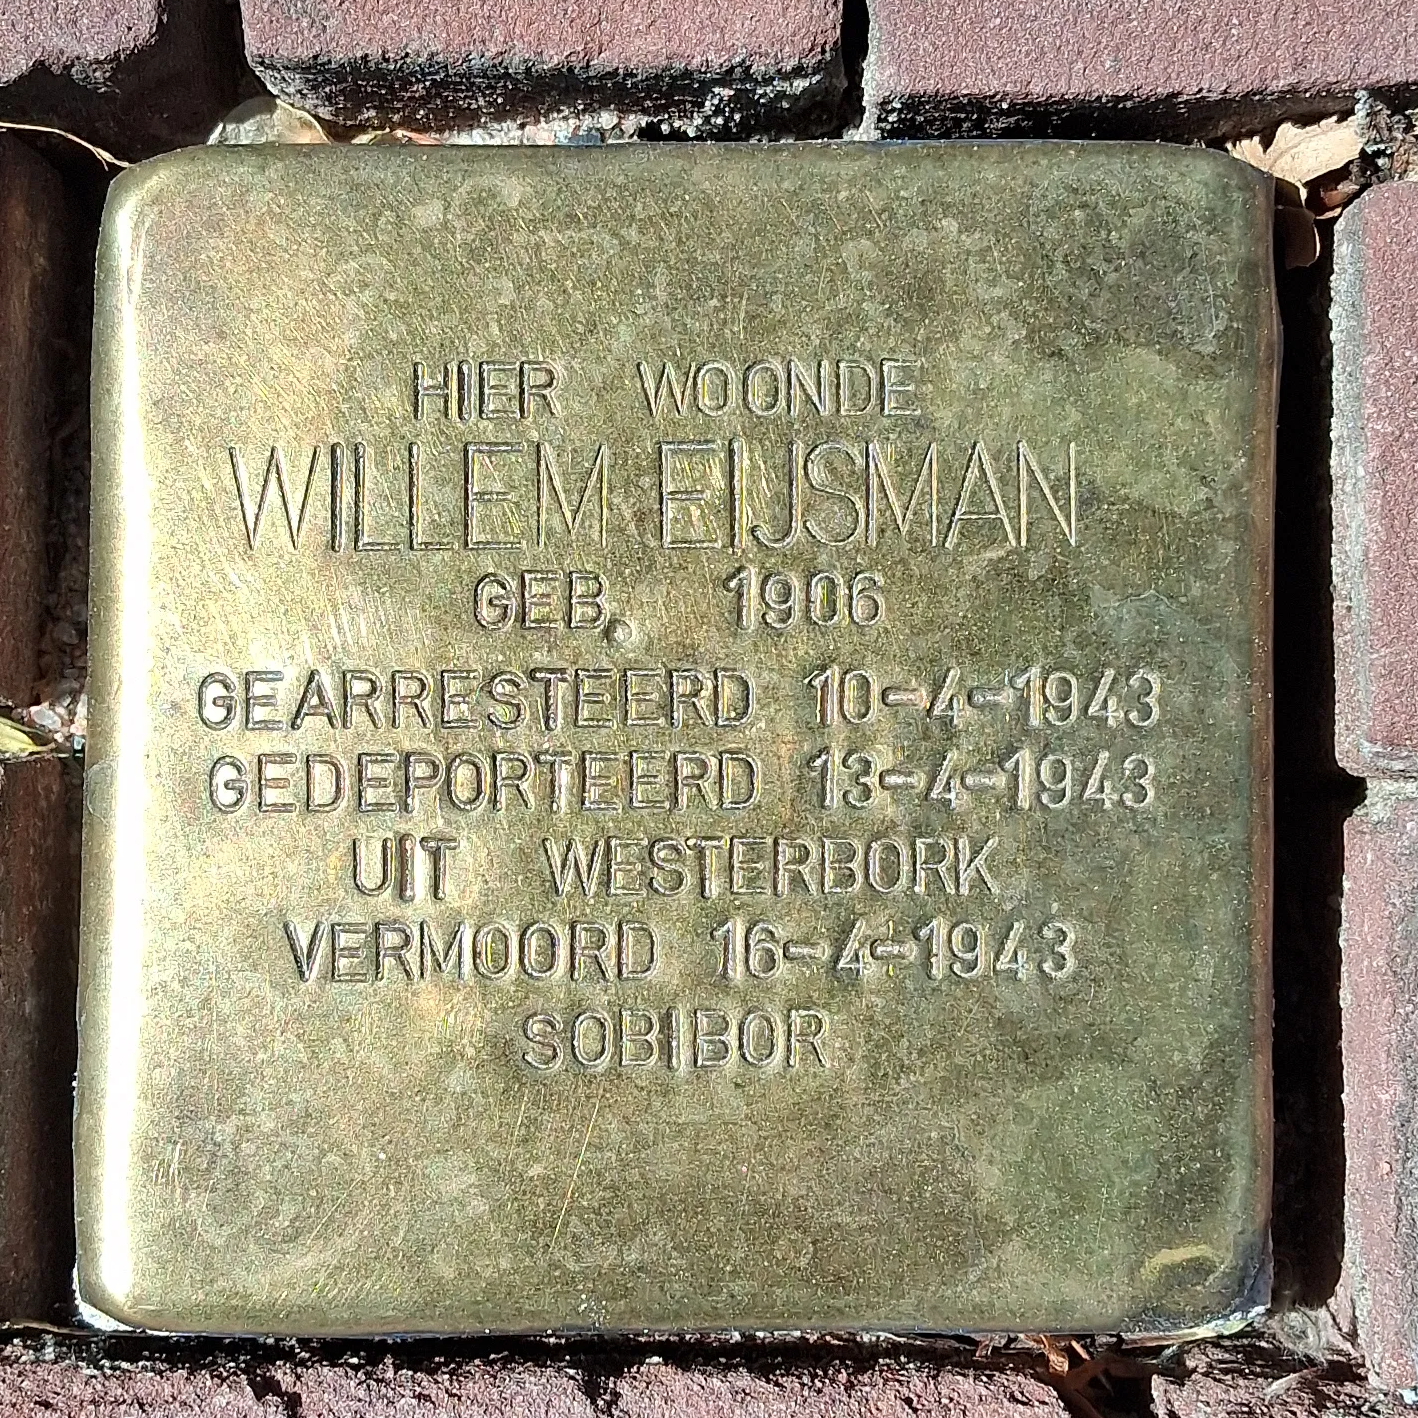 HIER WOONDE
WILLEM EIJSMAN
GEB. 1906
GEARRESTEERD 10-4-1943
GEDEPORTEERD 13-4-1943
UIT WESTERBORK
VERMOORD 16-4-1943
SOBIBOR